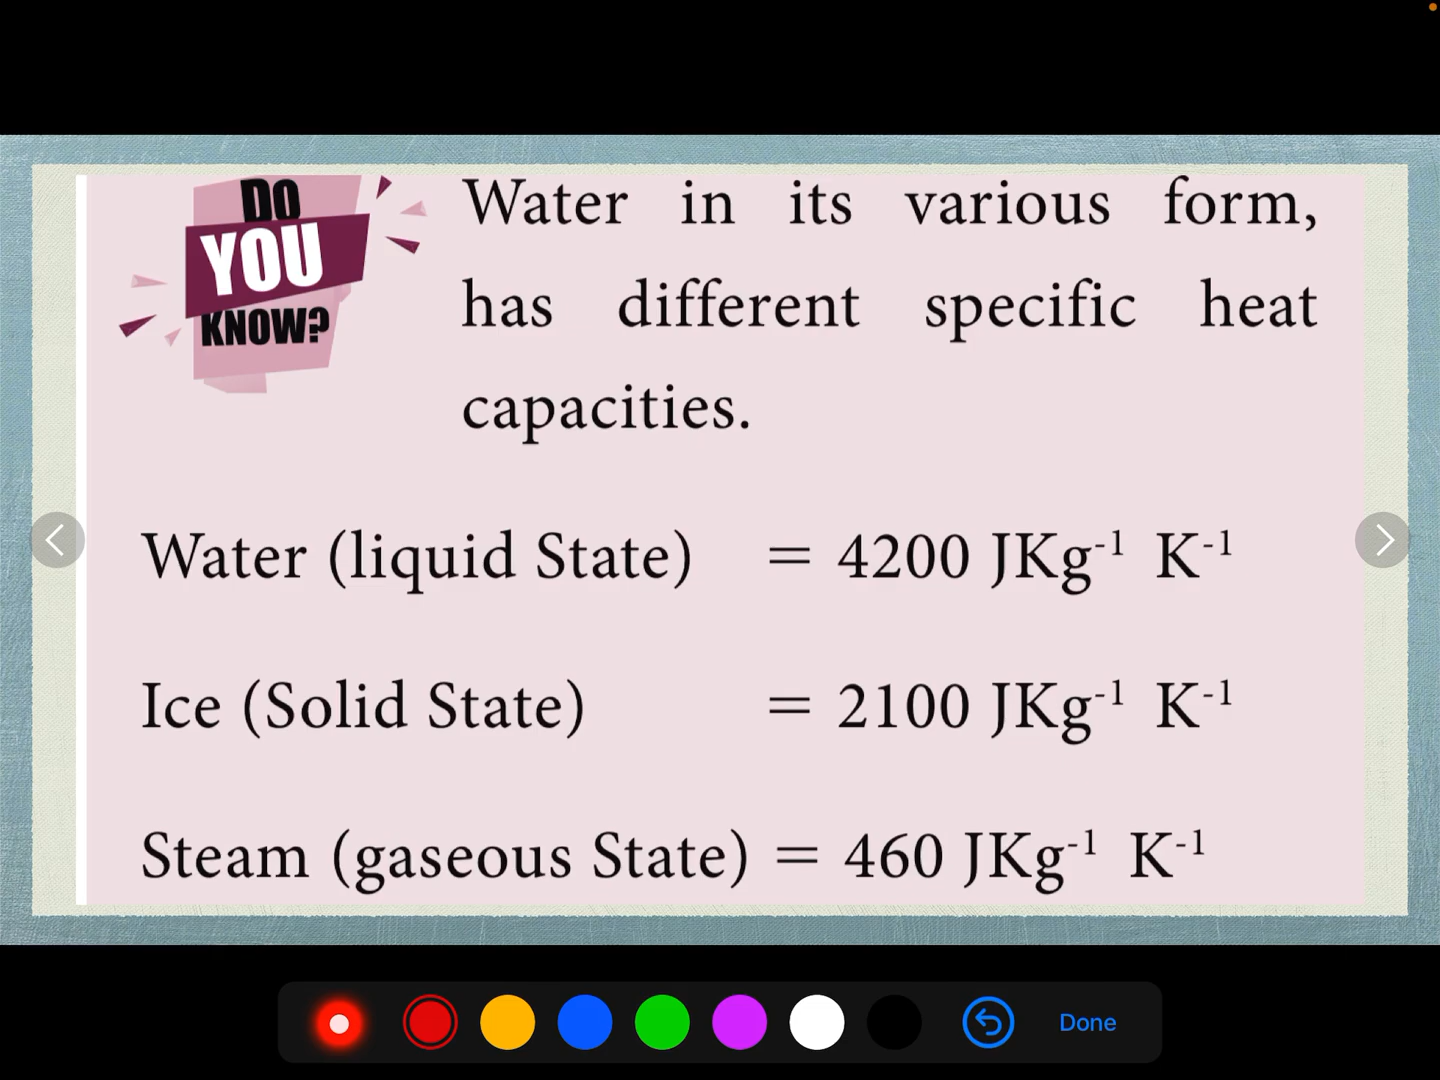 DO
YOU
KNOW?
Water in its various form,
has different specific heat
capacities.
Water (liquid State) = 4200 JKg⁻¹ K⁻¹
Ice (Solid State) = 2100 JKg⁻¹ K⁻¹
Steam (gaseous State) = 460 JKg⁻¹ K⁻¹
Done